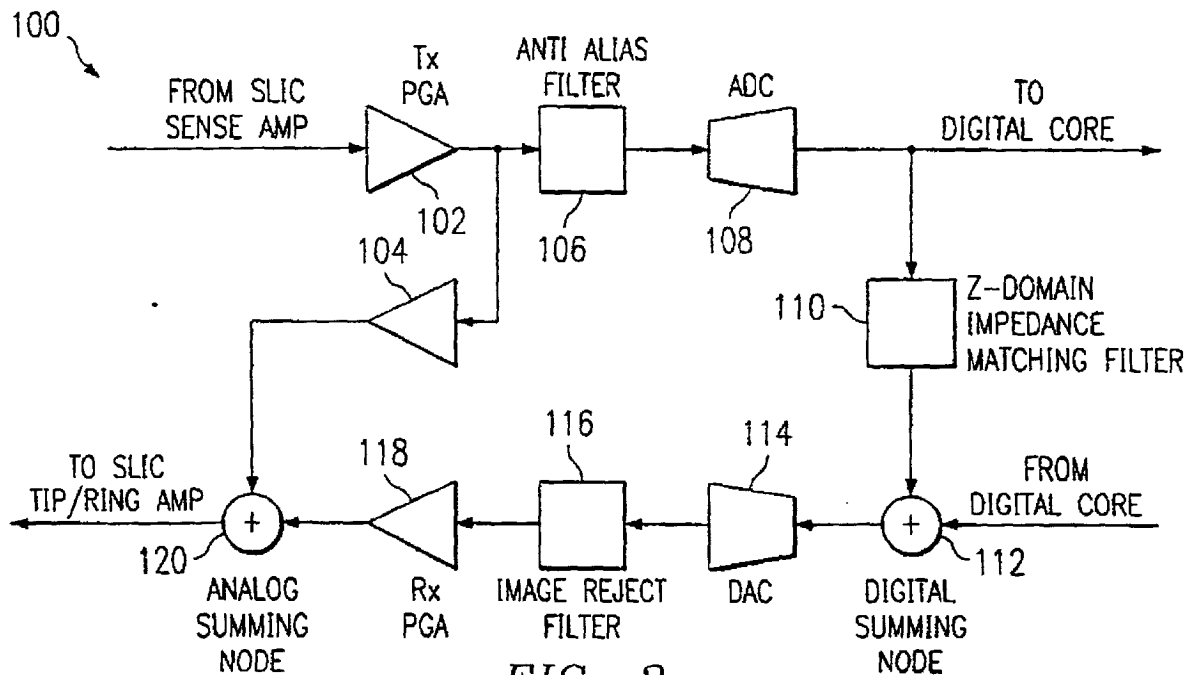 100
FROM SLIC
SENSE AMP
Tx
PGA
102
ANTI ALIAS
FILTER
106
ADC
108
TO
DIGITAL CORE
104
110
Z-DOMAIN
IMPEDANCE
MATCHING FILTER
TO SLIC
TIP/RING AMP
120
ANALOG
SUMMING
NODE
118
Rx
PGA
116
IMAGE REJECT
FILTER
114
DAC
FROM
DIGITAL CORE
112
DIGITAL
SUMMING
NODE